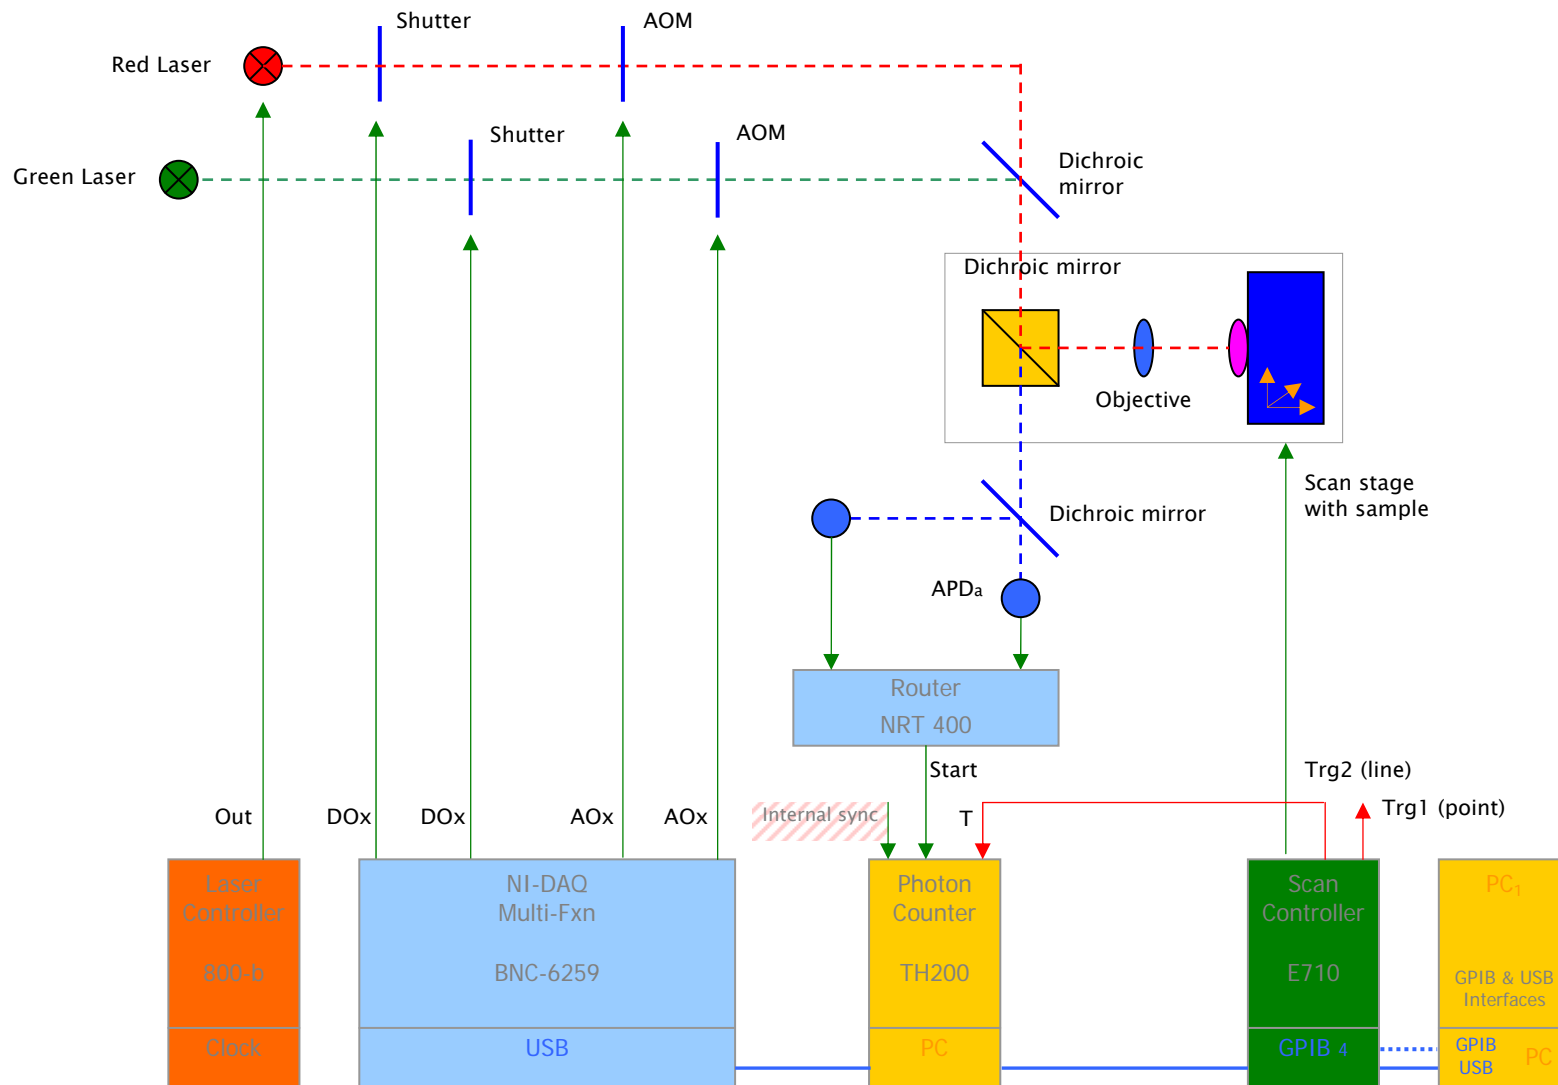 Shutter
AOM
Red Laser
Shutter
AOM
Green Laser
Dichroic
mirror
Dichroic mirror
Objective
Scan stage
with sample
Dichroic mirror
APDa
Router
NRT 400
Start
Trg2 (line)
Out
DOx
DOx
AOx
AOx
Internal sync
T
Trg1 (point)
Laser
Controller
800-b
Clock
NI-DAQ
Multi-Fxn
BNC-6259
USB
Photon
Counter
TH200
PC
Scan
Controller
E710
GPIB 4
PC1
GPIB & USB
Interfaces
GPIB
USB
PC